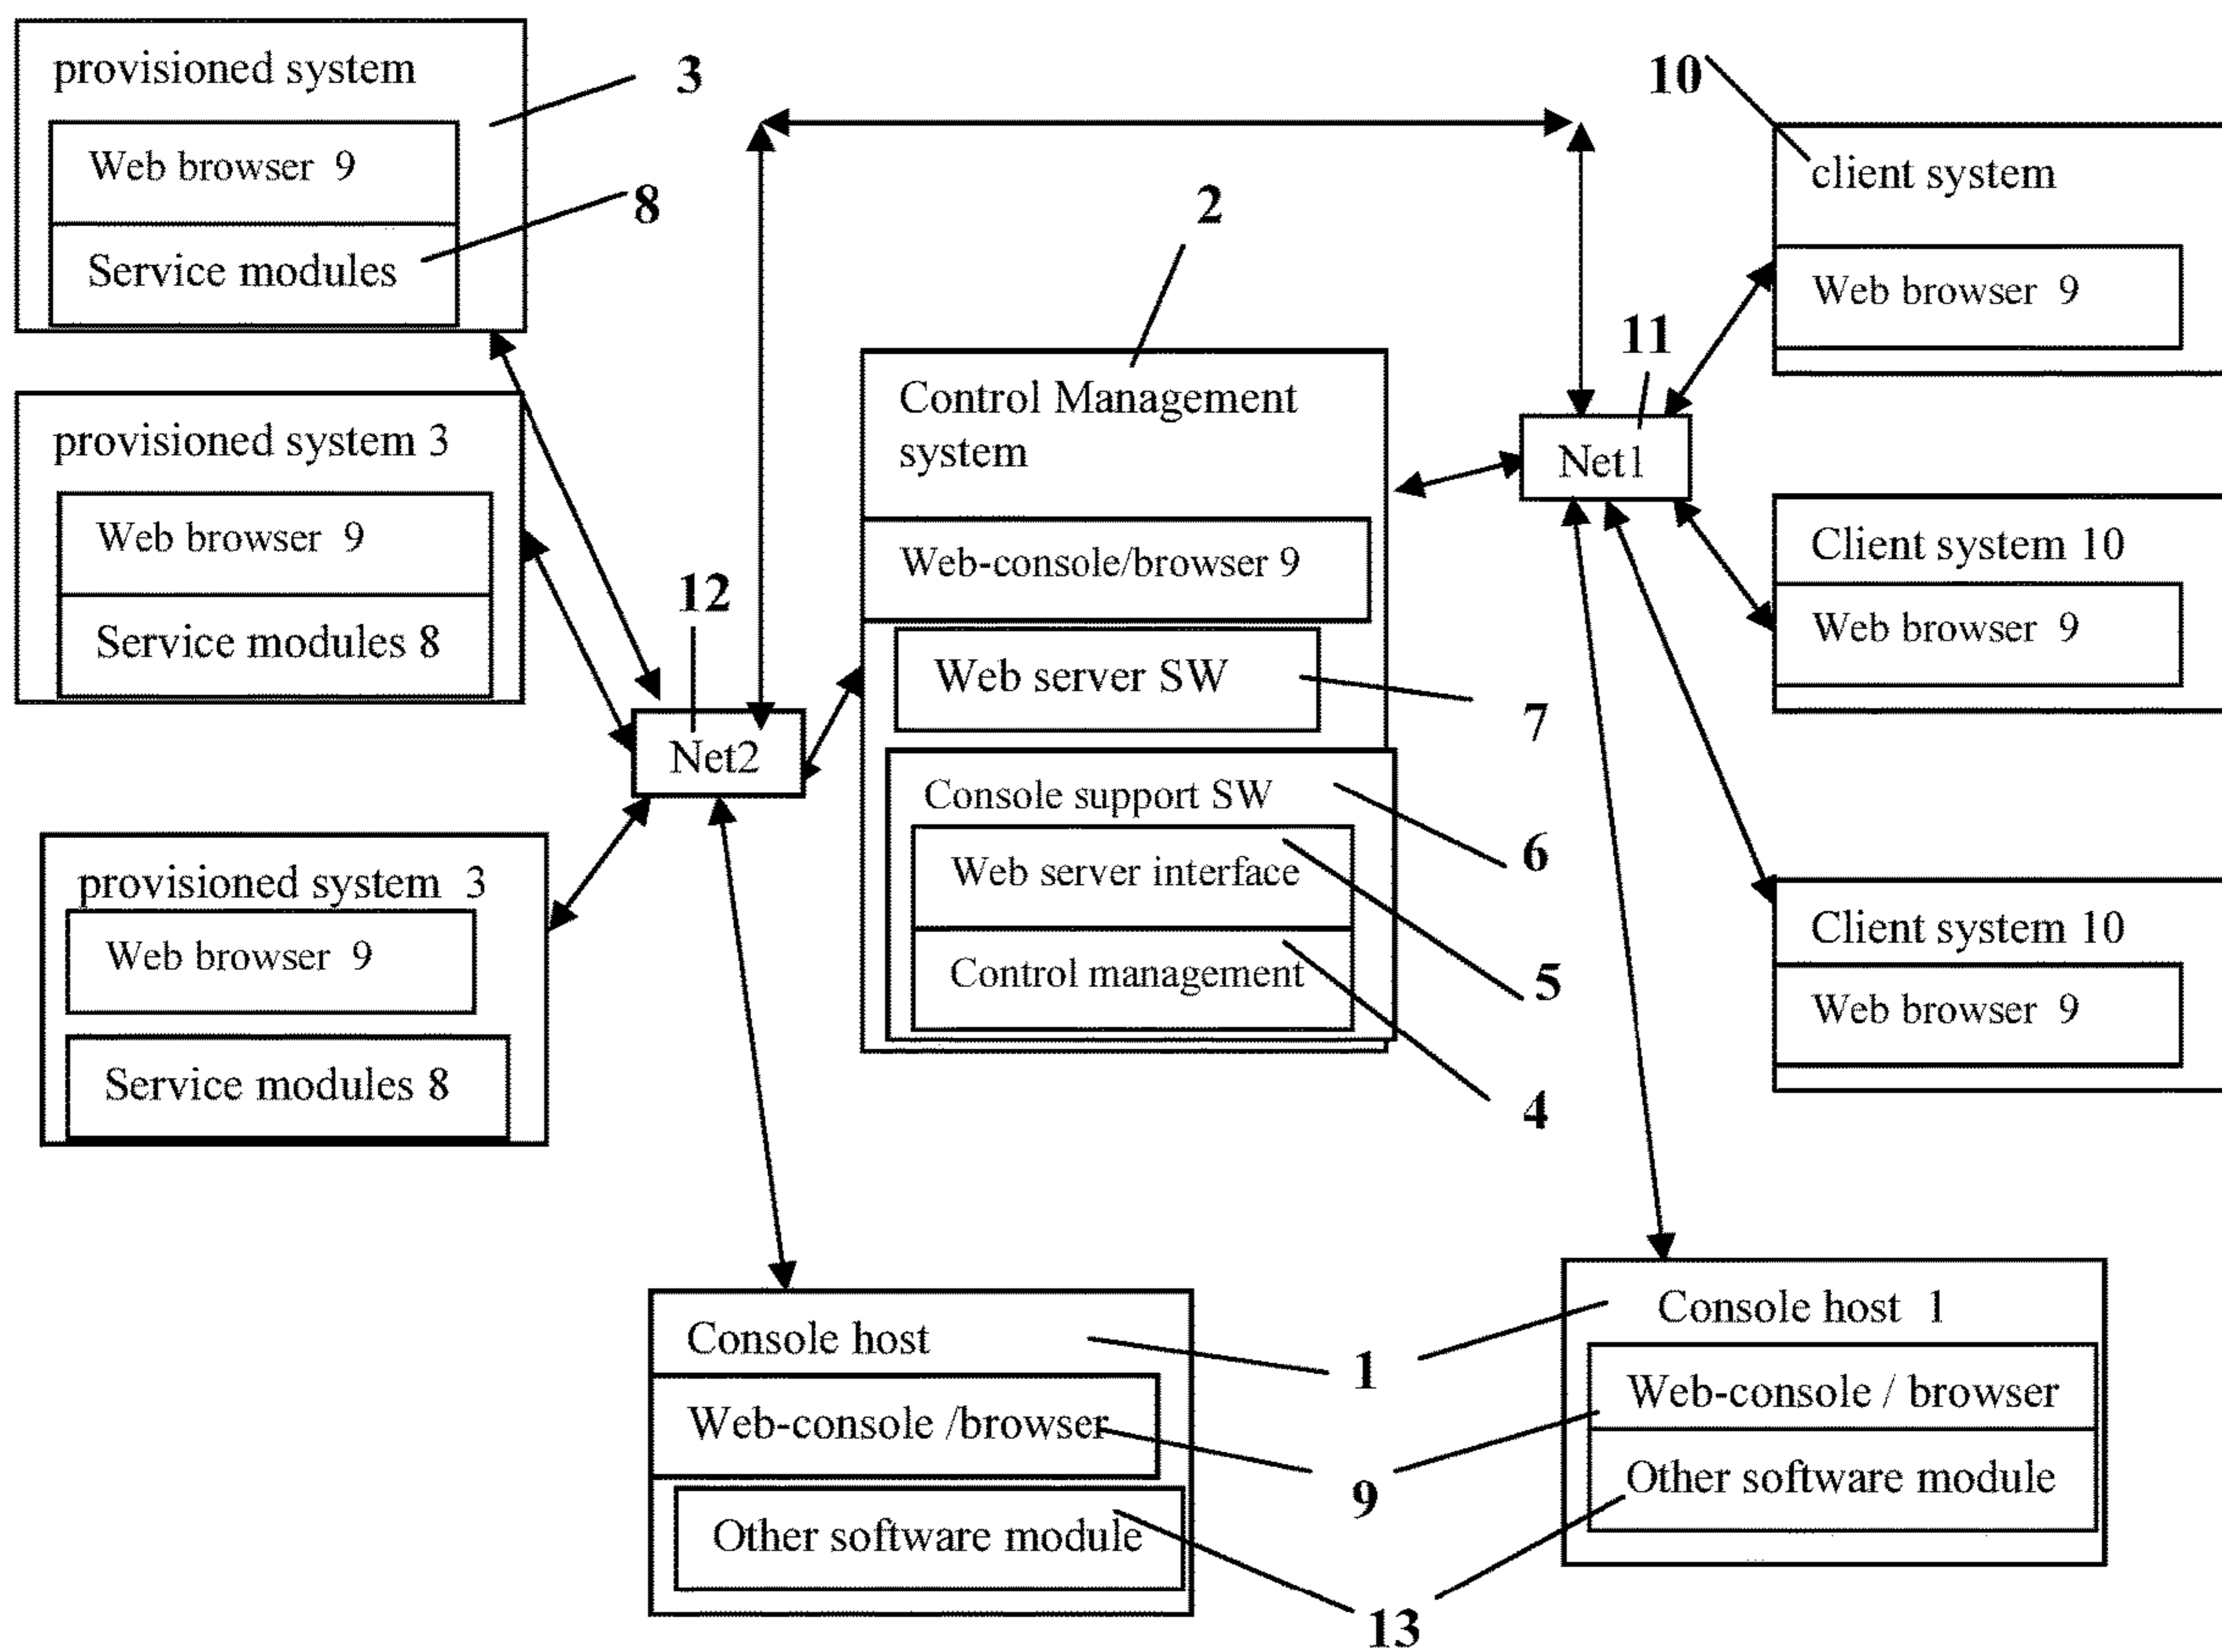 provisioned system
3
Web browser 9
8
Service modules
provisioned system 3
Web browser 9
Service modules 8
12
Net2
provisioned system 3
Web browser 9
Service modules 8
2
Control Management
system
Web-console/browser 9
Web server SW
7
Console support SW
6
Web server interface
5
Control management
4
10
client system
Web browser 9
11
Net1
Client system 10
Web browser 9
Client system 10
Web browser 9
Console host
1
Web-console /browser
9
Other software module
13
Console host 1
Web-console / browser
Other software module